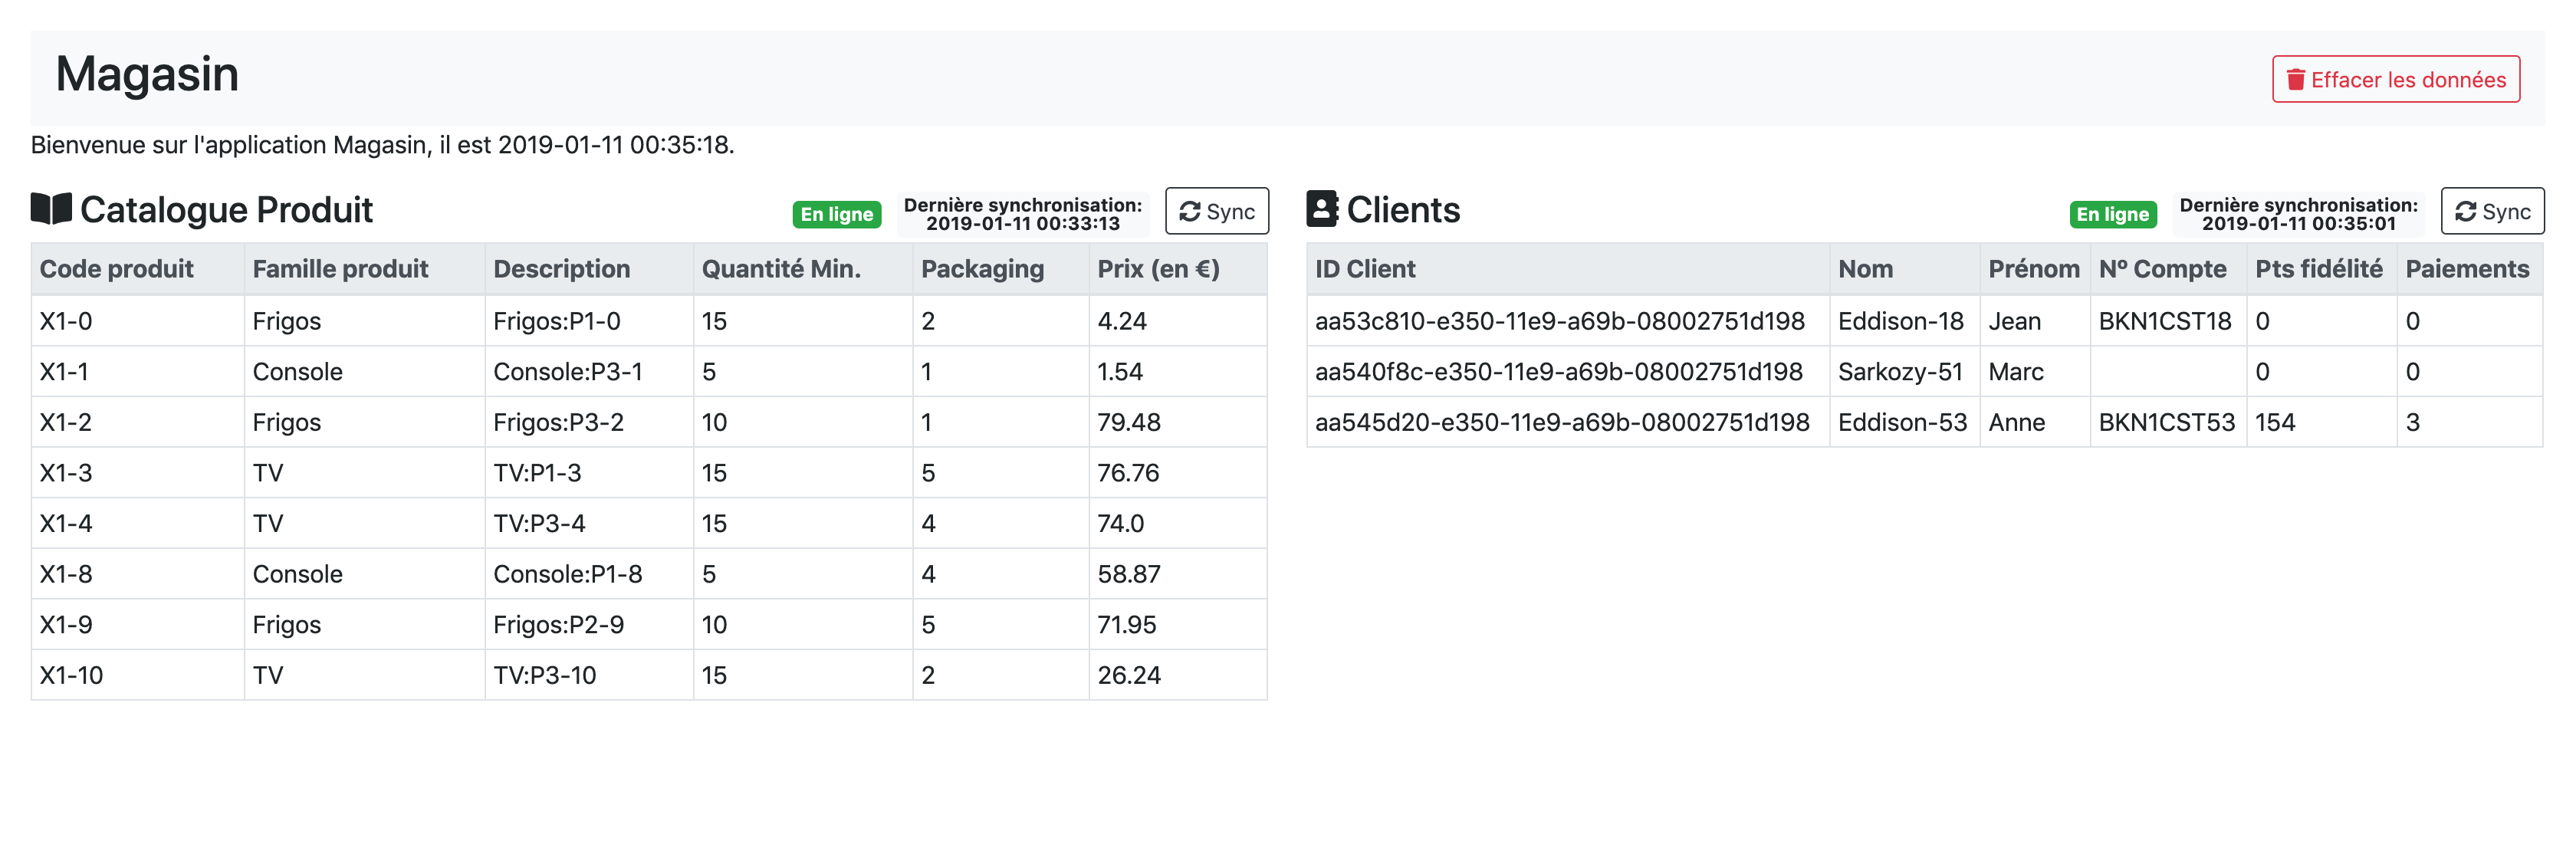 Magasin
Effacer les données
Bienvenue sur l'application Magasin, il est 2019-01-11 00:35:18.
Catalogue Produit
En ligne
Dernière synchronisation:
2019-01-11 00:33:13
Sync
Code produit Famille produit Description Quantité Min. Packaging Prix (en €)
X1-0 Frigos Frigos:P1-0 15 2 4.24
X1-1 Console Console:P3-1 5 1 1.54
X1-2 Frigos Frigos:P3-2 10 1 79.48
X1-3 TV TV:P1-3 15 5 76.76
X1-4 TV TV:P3-4 15 4 74.0
X1-8 Console Console:P1-8 5 4 58.87
X1-9 Frigos Frigos:P2-9 10 5 71.95
X1-10 TV TV:P3-10 15 2 26.24
Clients
En ligne
Dernière synchronisation:
2019-01-11 00:35:01
Sync
ID Client Nom Prénom Nº Compte Pts fidélité Paiements
aa53c810-e350-11e9-a69b-08002751d198 Eddison-18 Jean BKN1CST18 0 0
aa540f8c-e350-11e9-a69b-08002751d198 Sarkozy-51 Marc 0 0
aa545d20-e350-11e9-a69b-08002751d198 Eddison-53 Anne BKN1CST53 154 3